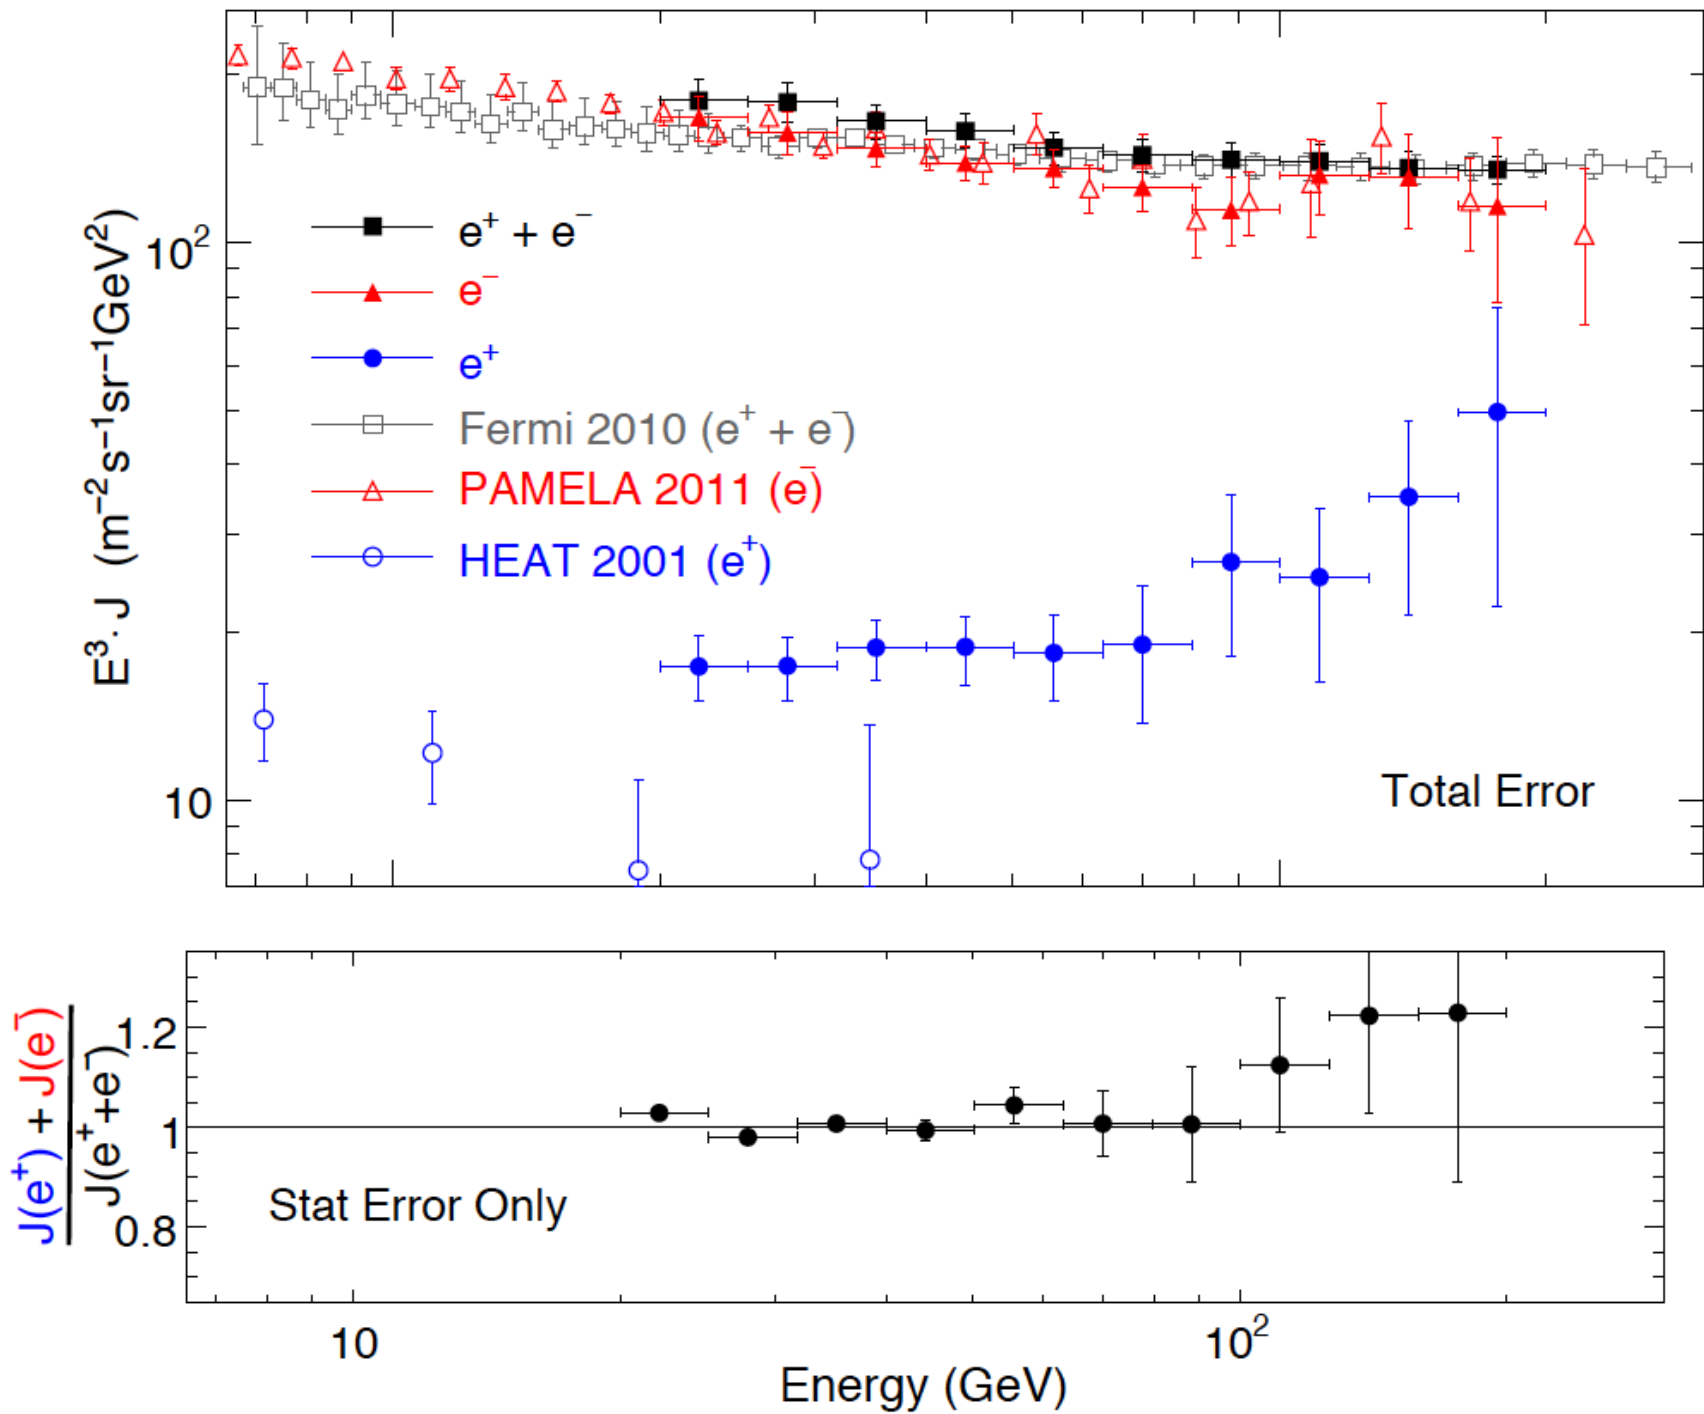 E³· J (m⁻²s⁻¹sr⁻¹GeV²)
10²
10
e⁺ + e⁻
e⁻
e⁺
Fermi 2010 (e⁺ + e⁻)
PAMELA 2011 (e⁻)
HEAT 2001 (e⁺)
Total Error
J(e⁺) + J(e⁻)
J(e⁺+e⁻)
1.2
1
0.8
Stat Error Only
10
10²
Energy (GeV)